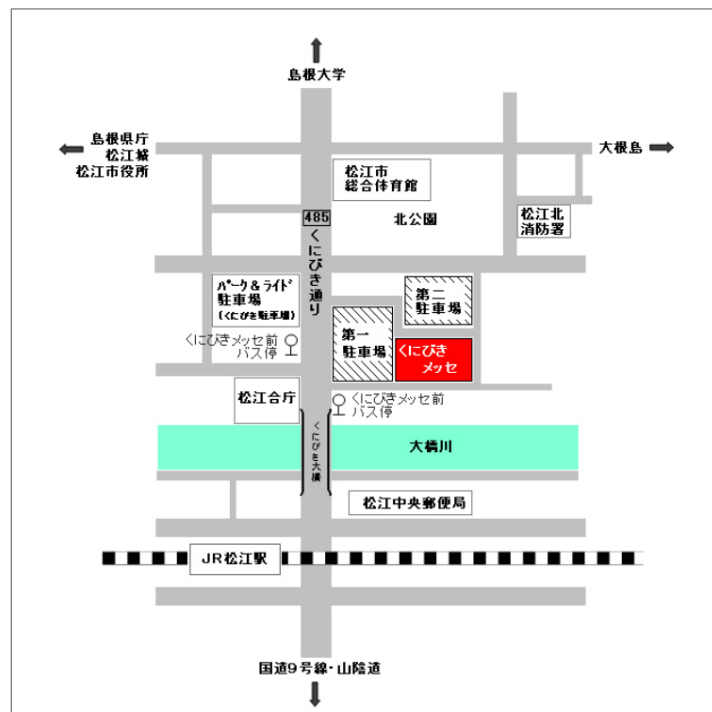 島根大学
島根県庁
松江城
松江市役所
大根島
松江市
総合体育館
485
くにびき通り
北公園
松江北
消防署
パーク&ライド
駐車場
(くにびき駐車場)
第二
駐車場
第一
駐車場
くにびき
メッセ
くにびきメッセ前
バス停
松江合庁
くにびきメッセ前
バス停
くにびき大橋
大橋川
松江中央郵便局
JR松江駅
国道9号線・山陰道